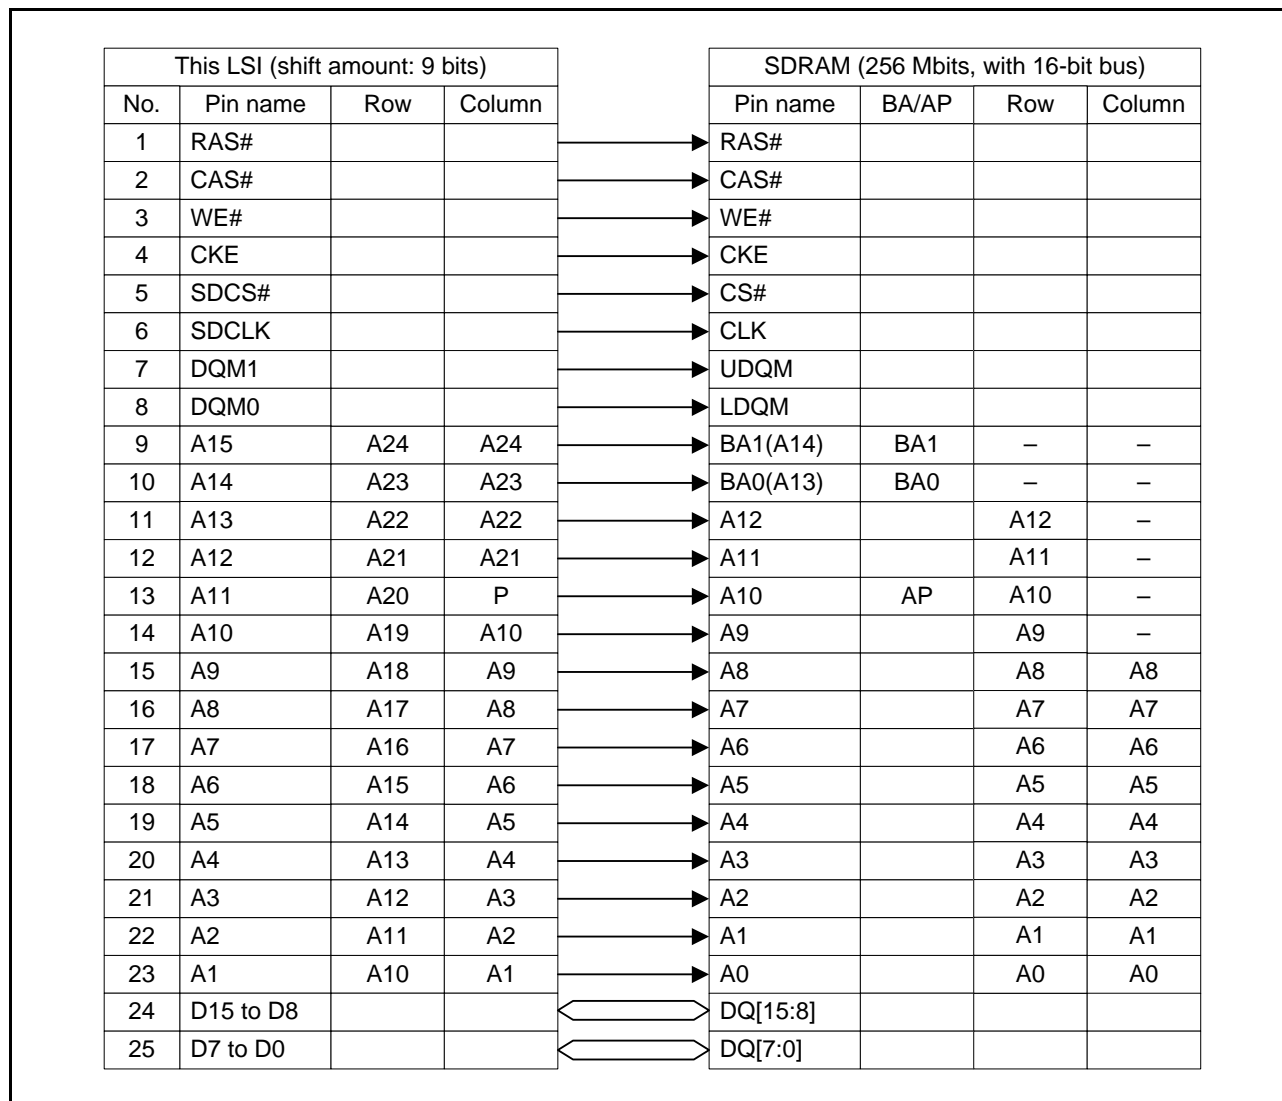 This LSI (shift amount: 9 bits) SDRAM (256 Mbits, with 16-bit bus)
No. Pin name Row Column Pin name BA/AP Row Column
1 RAS# RAS#
2 CAS# CAS#
3 WE# WE#
4 CKE CKE
5 SDCS# CS#
6 SDCLK CLK
7 DQM1 UDQM
8 DQM0 LDQM
9 A15 A24 A24 BA1(A14) BA1 – –
10 A14 A23 A23 BA0(A13) BA0 – –
11 A13 A22 A22 A12 A12 –
12 A12 A21 A21 A11 A11 –
13 A11 A20 P A10 AP A10 –
14 A10 A19 A10 A9 A9 –
15 A9 A18 A9 A8 A8 A8
16 A8 A17 A8 A7 A7 A7
17 A7 A16 A7 A6 A6 A6
18 A6 A15 A6 A5 A5 A5
19 A5 A14 A5 A4 A4 A4
20 A4 A13 A4 A3 A3 A3
21 A3 A12 A3 A2 A2 A2
22 A2 A11 A2 A1 A1 A1
23 A1 A10 A1 A0 A0 A0
24 D15 to D8 DQ[15:8]
25 D7 to D0 DQ[7:0]